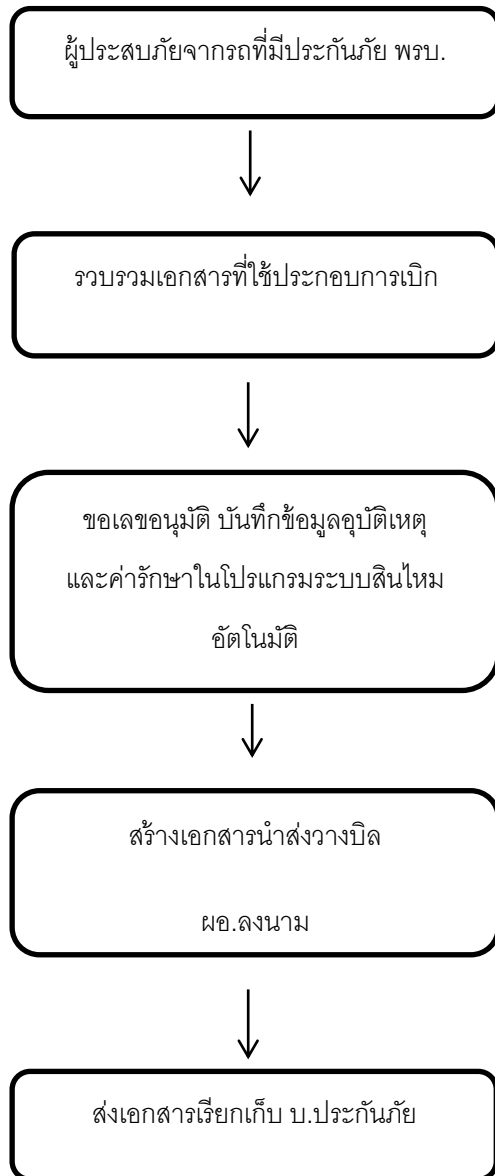 ผู้ประสบภัยจากรถที่มีประกันภัย พรบ.
รวบรวมเอกสารที่ใช้ประกอบการเบิก
ขอเลขอนุมัติ บันทึกข้อมูลอุบัติเหตุ
และค่ารักษาในโปรแกรมระบบสินไหม
อัตโนมัติ
สร้างเอกสารนำส่งวางบิล
ผอ.ลงนาม
ส่งเอกสารเรียกเก็บ บ.ประกันภัย